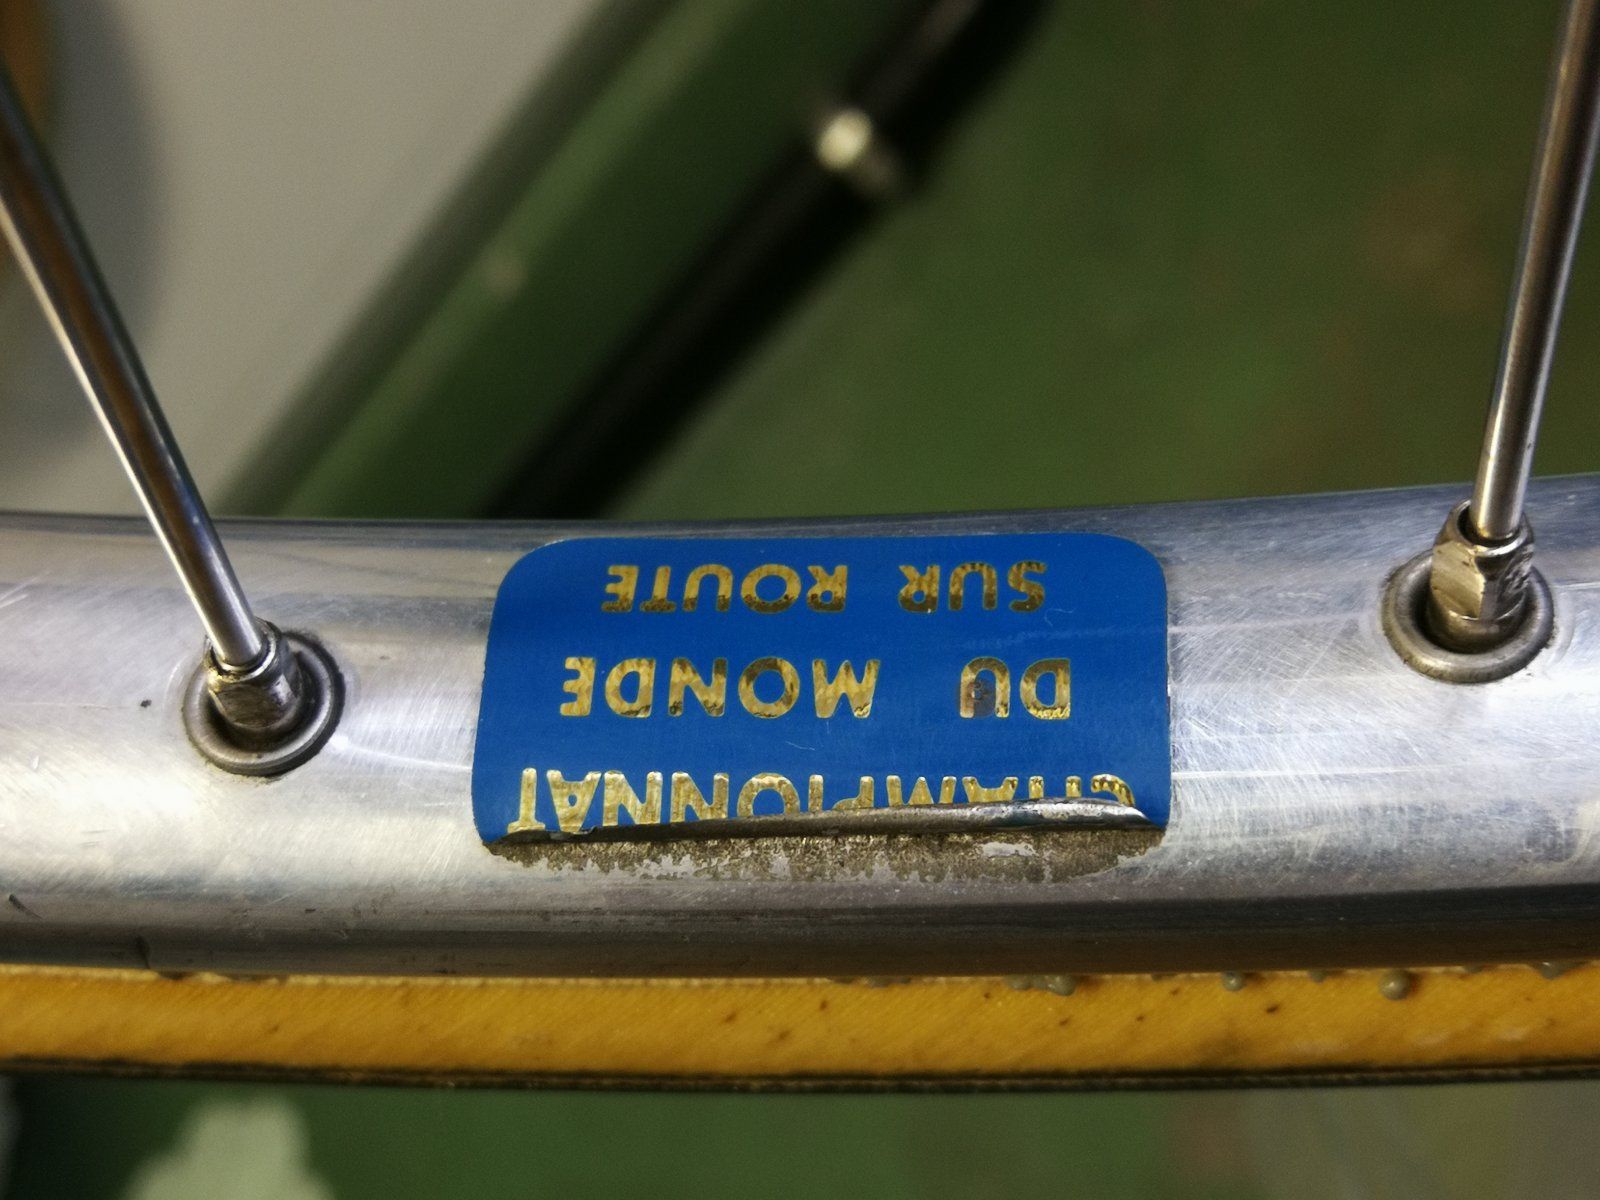 CHAMPIONNAT
DU MONDE
SUR ROUTE